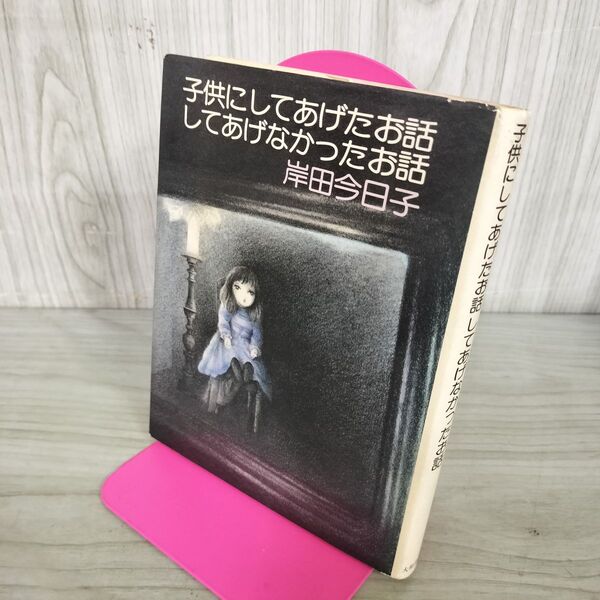 子供にしてあげたお話
してあげなかったお話
岸田今日子
子供にしてあげたお話 してあげなかったお話